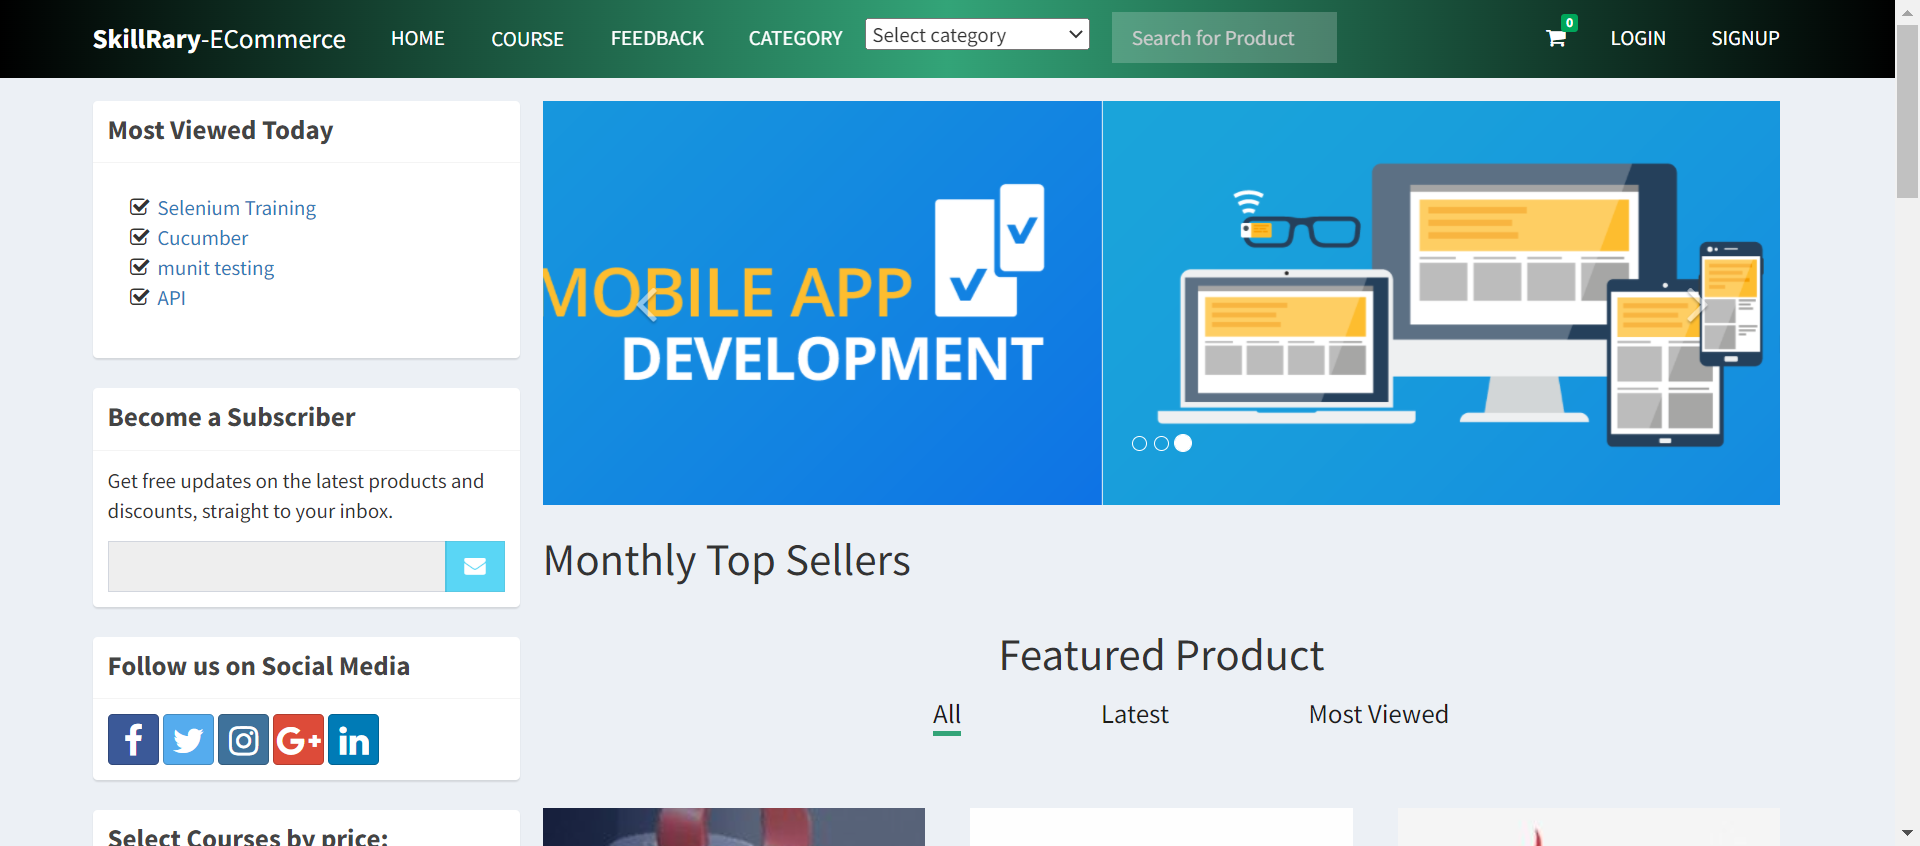 SkillRary-ECommerce HOME COURSE FEEDBACK CATEGORY Select category Search for Product 0 LOGIN SIGNUP
Most Viewed Today
Selenium Training
Cucumber
munit testing
API
MOBILE APP
DEVELOPMENT
Become a Subscriber
Get free updates on the latest products and
discounts, straight to your inbox.
Monthly Top Sellers
Featured Product
All Latest Most Viewed
Follow us on Social Media
f G+ in
Select Courses by price: